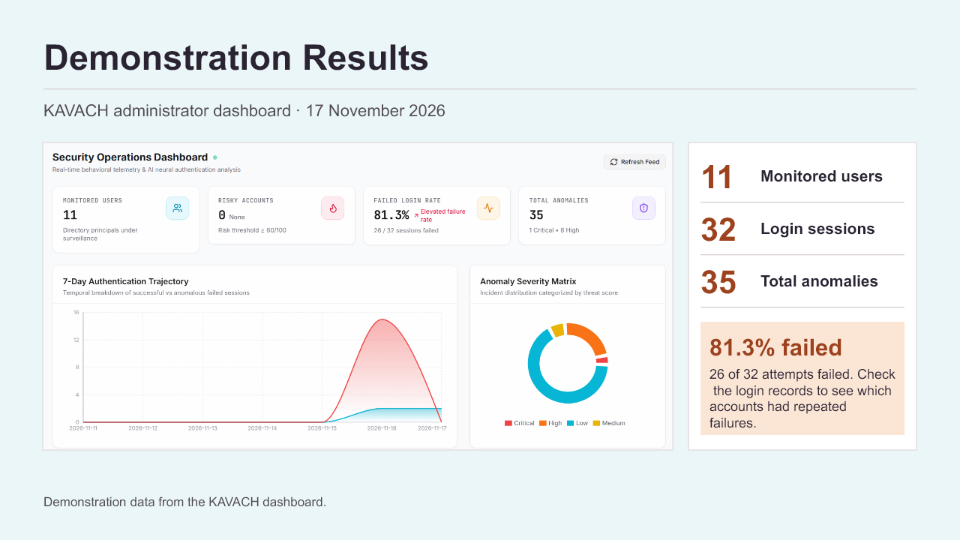 Demonstration Results
KAVACH administrator dashboard · 17 November 2026
Security Operations Dashboard
Real-time behavioral telemetry & AI neural authentication analysis
Refresh Feed
MONITORED USERS
11
Directory principals under
surveillance
RISKY ACCOUNTS
0 None
Risk threshold ≥ 60/100
FAILED LOGIN RATE
81.3% Elevated failure
rate
26 / 32 sessions failed
TOTAL ANOMALIES
35
1 Critical • 8 High
7-Day Authentication Trajectory
Temporal breakdown of successful vs anomalous failed sessions
16
12
8
4
0
2026-11-11 2026-11-12 2026-11-13 2026-11-14 2026-11-15 2026-11-16 2026-11-17
Anomaly Severity Matrix
Incident distribution categorized by threat score
Critical High Low Medium
11 Monitored users
32 Login sessions
35 Total anomalies
81.3% failed
26 of 32 attempts failed. Check
the login records to see which
accounts had repeated
failures.
Demonstration data from the KAVACH dashboard.